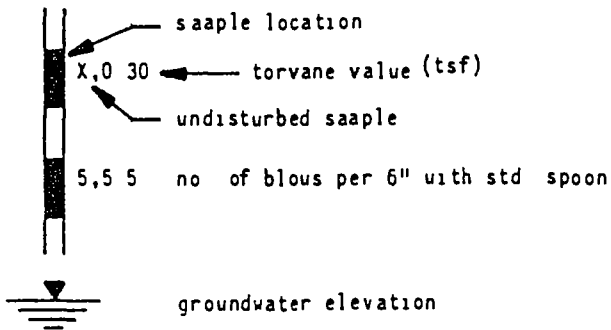 saaple location
X,0 30 torvane value (tsf)
undisturbed saaple
5,5 5 no of blous per 6" uith std spoon
groundwater elevation